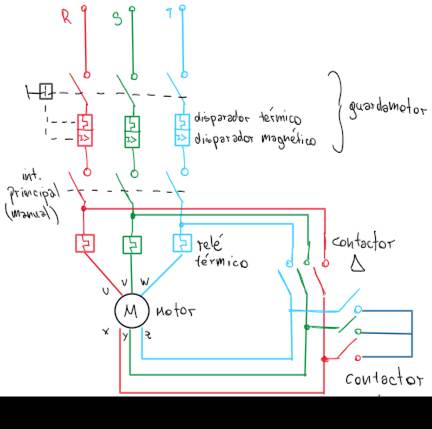 R S T
disparador térmico
disparador magnético
guardamotor
int.
principal
(manual)
relé
térmico
contactor
Δ
U V W
M
Motor
X Y Z
contactor